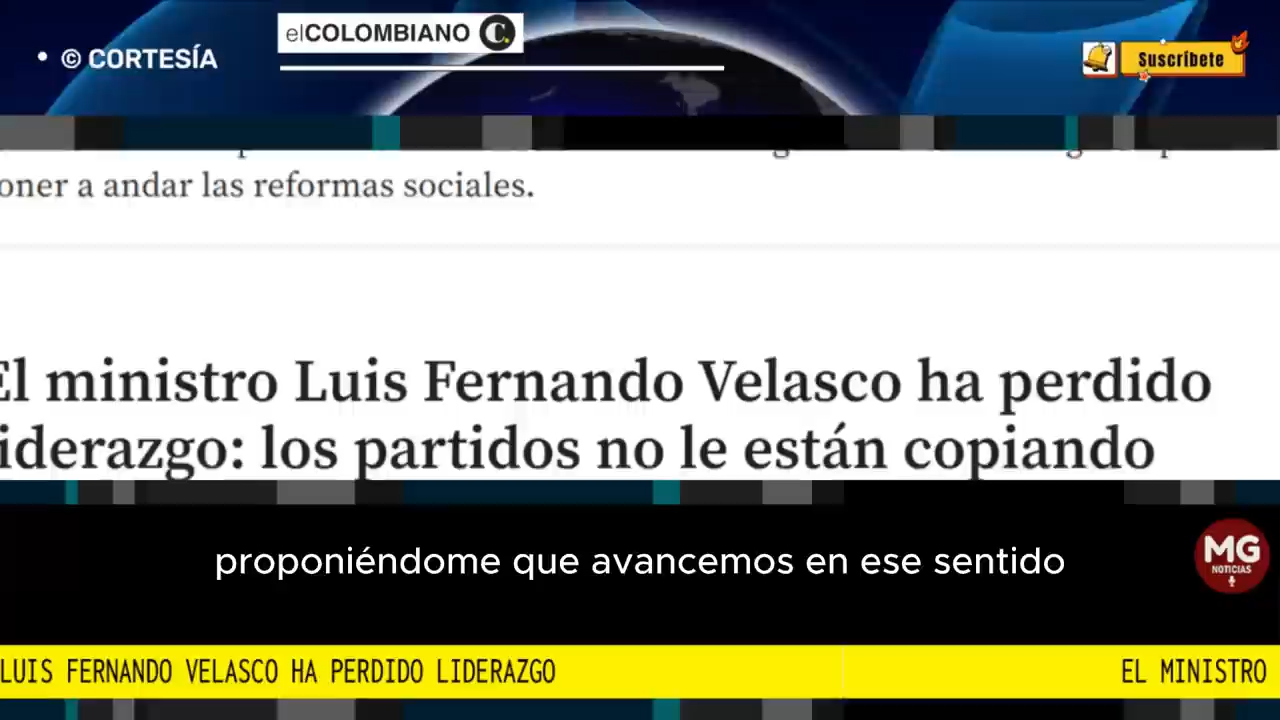 elCOLOMBIANO C.
• © CORTESÍA
Suscríbete
oner a andar las reformas sociales.
El ministro Luis Fernando Velasco ha perdido
liderazgo: los partidos no le están copiando
proponiéndome que avancemos en ese sentido
MG
NOTICIAS
LUIS FERNANDO VELASCO HA PERDIDO LIDERAZGO
EL MINISTRO